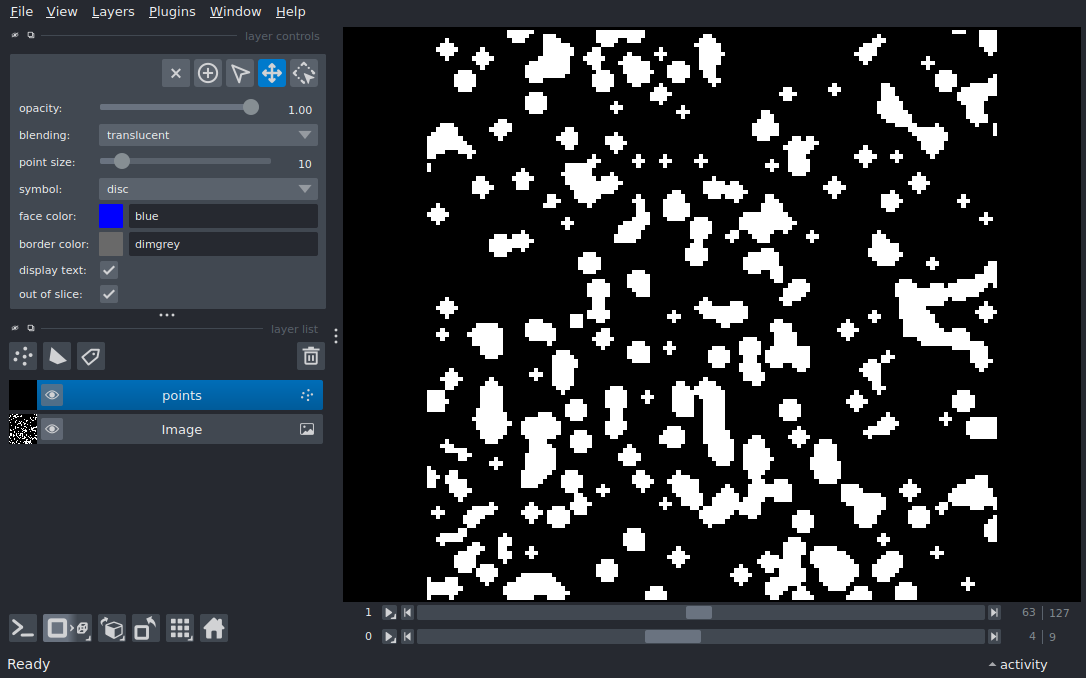 File View Layers Plugins Window Help
layer controls
opacity: 1.00
blending: translucent
point size: 10
symbol: disc
face color: blue
border color: dimgrey
display text:
out of slice:
layer list
points
Image
1 63 127
0 4 9
Ready activity